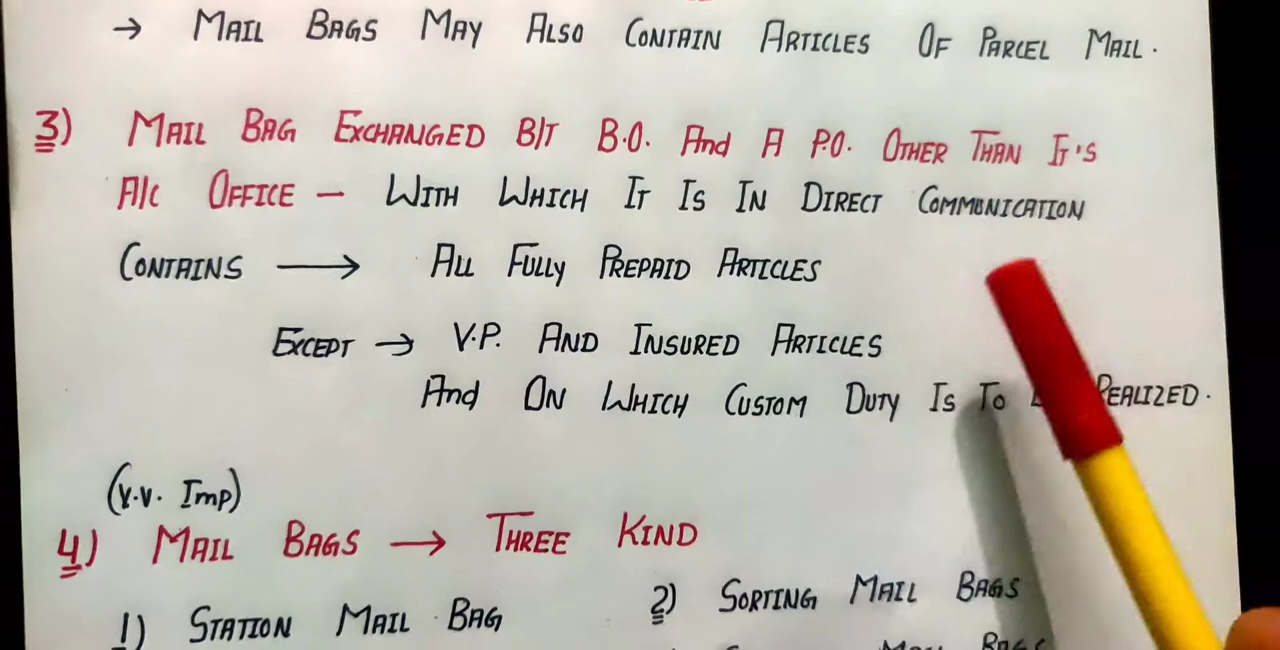 → MAIL BAGS MAY ALSO CONTAIN ARTICLES OF PARCEL MAIL.
3) MAIL BAG EXCHANGED B/T B.O. And A P.O. OTHER THAN IT'S
A/C OFFICE – WITH WHICH IT IS IN DIRECT COMMUNICATION
CONTAINS → ALL FULLY PREPAID ARTICLES
EXCEPT → V.P. AND INSURED ARTICLES
And ON WHICH CUSTOM DUTY IS TO REALIZED.
(V.V. Imp)
4) MAIL BAGS → THREE KIND
1) STATION MAIL BAG
2) SORTING MAIL BAGS
MAIL BAGS